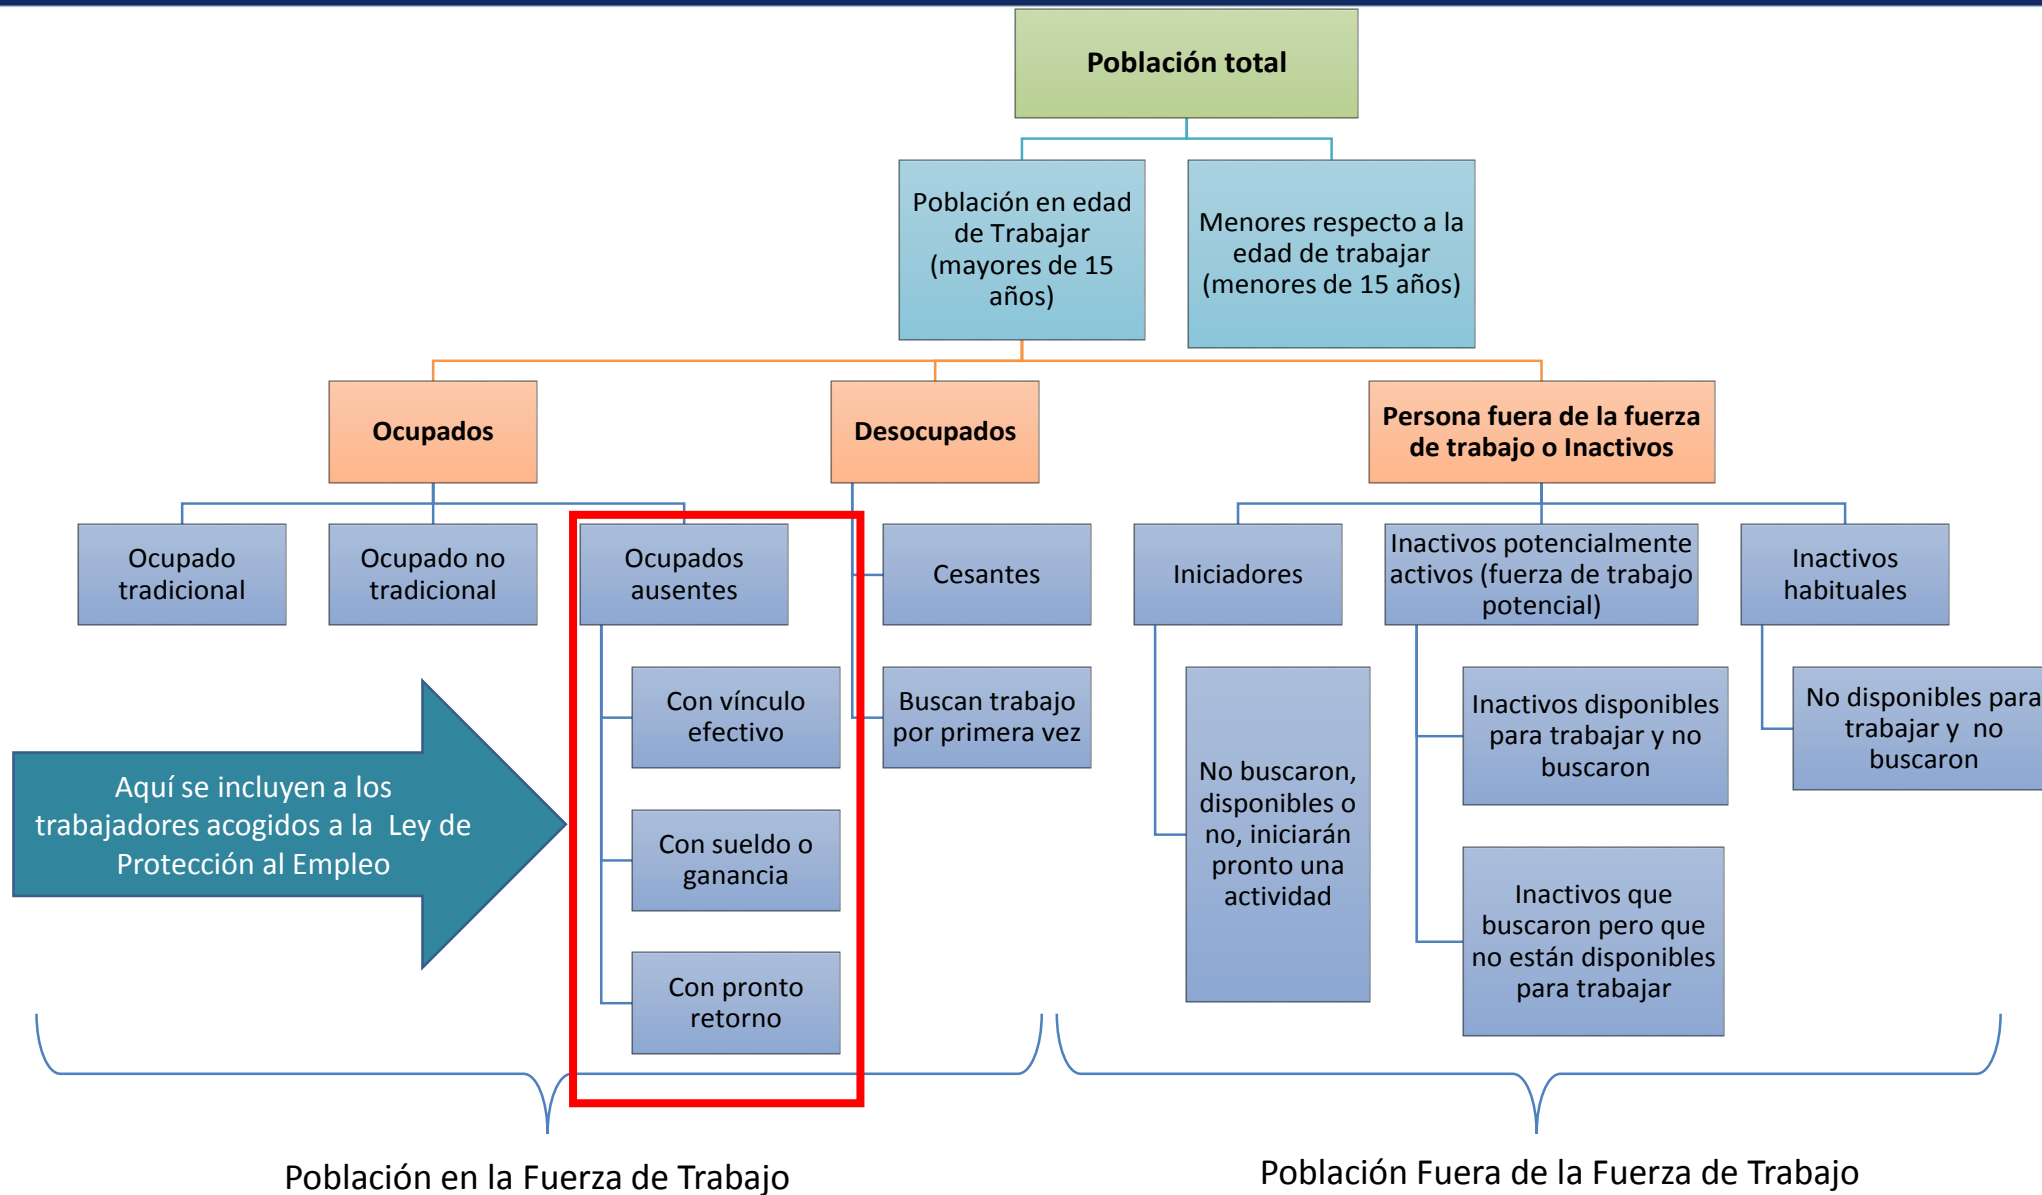 Población total
Población en edad
de Trabajar
(mayores de 15
años)
Menores respecto a la
edad de trabajar
(menores de 15 años)
Ocupados
Desocupados
Persona fuera de la fuerza
de trabajo o Inactivos
Ocupado
tradicional
Ocupado no
tradicional
Ocupados
ausentes
Cesantes
Iniciadores
Inactivos potencialmente
activos (fuerza de trabajo
potencial)
Inactivos
habituales
Con vínculo
efectivo
Buscan trabajo
por primera vez
No buscaron,
disponibles o
no, iniciarán
pronto una
actividad
Inactivos disponibles
para trabajar y no
buscaron
No disponibles para
trabajar y no
buscaron
Aquí se incluyen a los
trabajadores acogidos a la Ley de
Protección al Empleo
Con sueldo o
ganancia
Inactivos que
buscaron pero que
no están disponibles
para trabajar
Con pronto
retorno
Población en la Fuerza de Trabajo
Población Fuera de la Fuerza de Trabajo